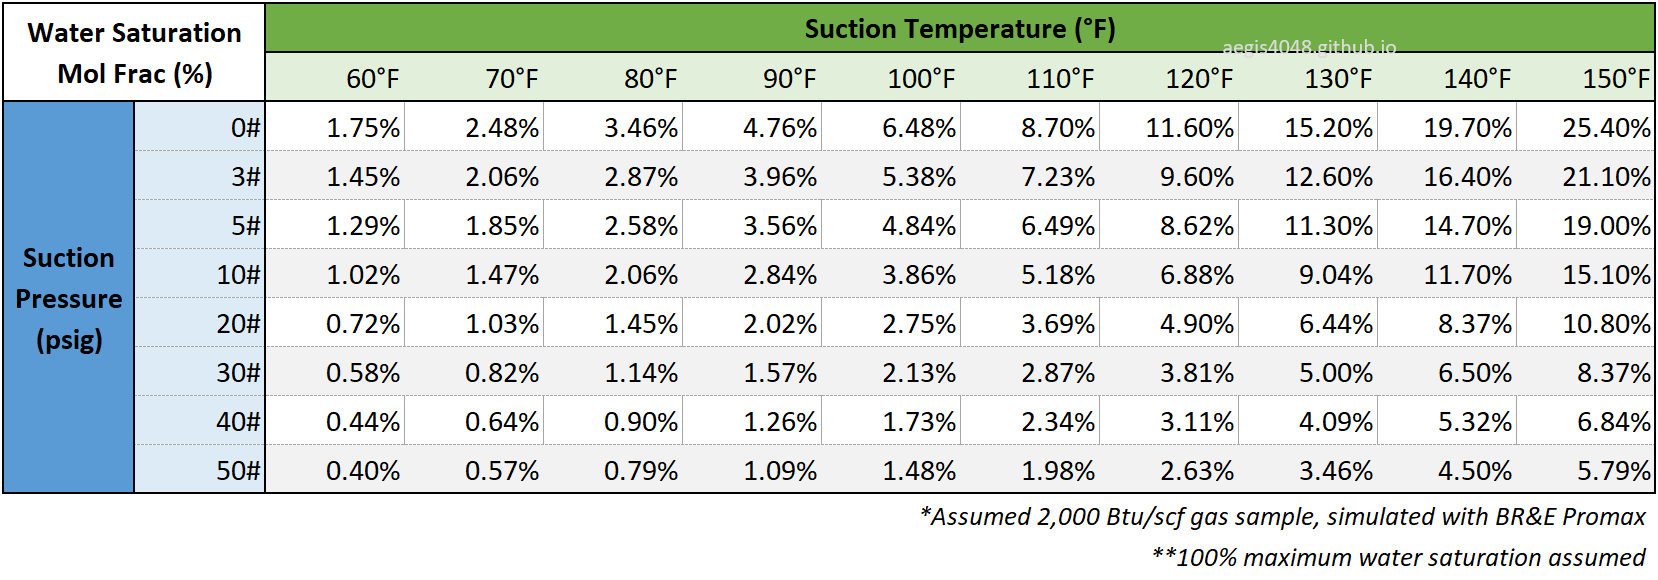 Water Saturation Mol Frac (%)
Suction Temperature (°F)
aegis4048.github.io
60°F 70°F 80°F 90°F 100°F 110°F 120°F 130°F 140°F 150°F
Suction Pressure (psig)
0# 1.75% 2.48% 3.46% 4.76% 6.48% 8.70% 11.60% 15.20% 19.70% 25.40%
3# 1.45% 2.06% 2.87% 3.96% 5.38% 7.23% 9.60% 12.60% 16.40% 21.10%
5# 1.29% 1.85% 2.58% 3.56% 4.84% 6.49% 8.62% 11.30% 14.70% 19.00%
10# 1.02% 1.47% 2.06% 2.84% 3.86% 5.18% 6.88% 9.04% 11.70% 15.10%
20# 0.72% 1.03% 1.45% 2.02% 2.75% 3.69% 4.90% 6.44% 8.37% 10.80%
30# 0.58% 0.82% 1.14% 1.57% 2.13% 2.87% 3.81% 5.00% 6.50% 8.37%
40# 0.44% 0.64% 0.90% 1.26% 1.73% 2.34% 3.11% 4.09% 5.32% 6.84%
50# 0.40% 0.57% 0.79% 1.09% 1.48% 1.98% 2.63% 3.46% 4.50% 5.79%
*Assumed 2,000 Btu/scf gas sample, simulated with BR&E Promax
**100% maximum water saturation assumed